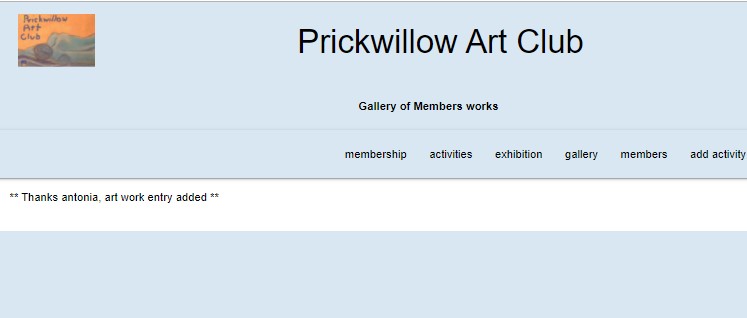 Prickwillow
Art
Club
Prickwillow Art Club
Gallery of Members works
membership activities exhibition gallery members add activity
** Thanks antonia, art work entry added **